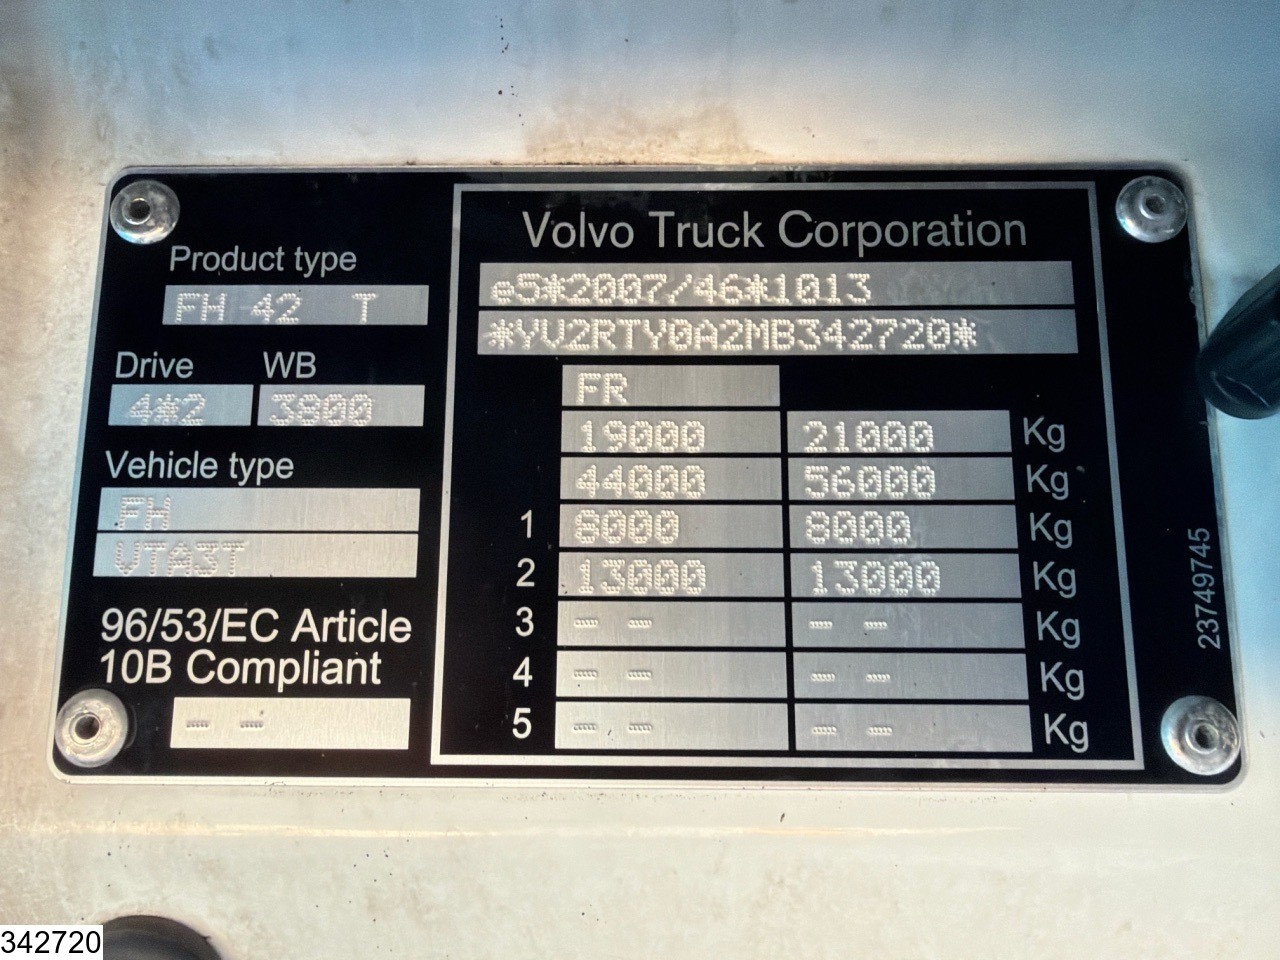 Product type
FH 42 T
Drive WB
4*2 3800
Vehicle type
FH
VTA3T
96/53/EC Article
10B Compliant
-- --
Volvo Truck Corporation
e5*2007/46*1013
*YV2RTY0A2MB342720*
FR
19000 21000 Kg
44000 56000 Kg
1 8000 8000 Kg
2 13000 13000 Kg
3 -- -- -- -- Kg
4 -- -- -- -- Kg
5 -- -- -- -- Kg
23749745
342720